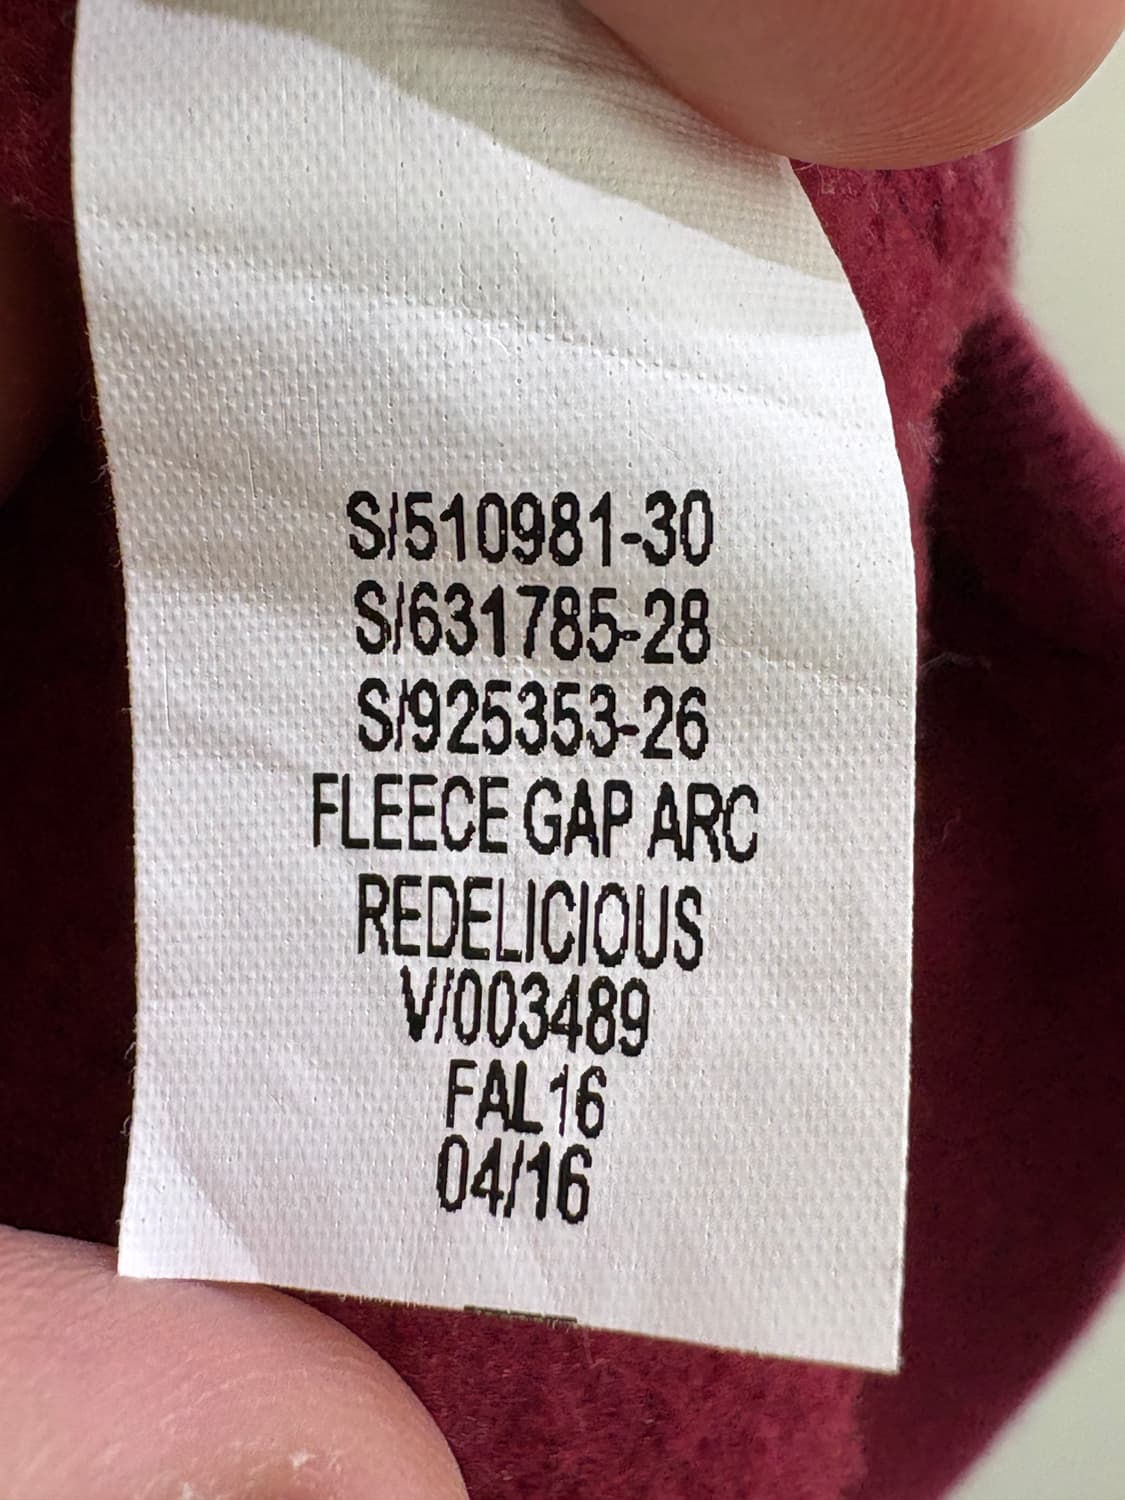 S/510981-30
S/631785-28
S/925353-26
FLEECE GAP ARC
REDELICIOUS
V/003489
FAL16
04/16